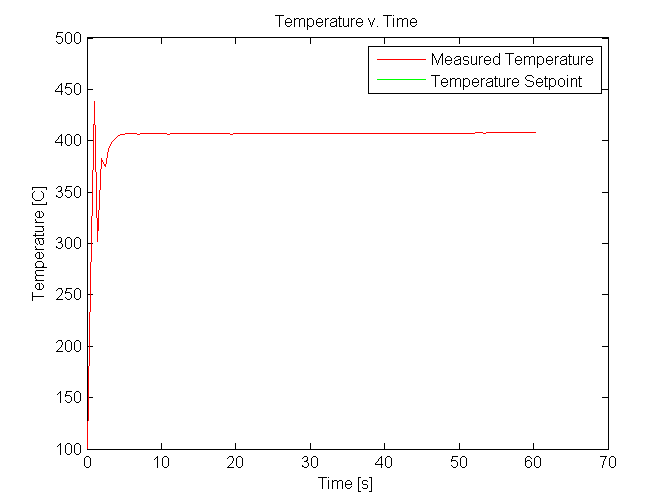 Temperature v. Time
500
450
400
350
300
250
200
150
100
Temperature [C]
Measured Temperature
Temperature Setpoint
0 10 20 30 40 50 60 70
Time [s]